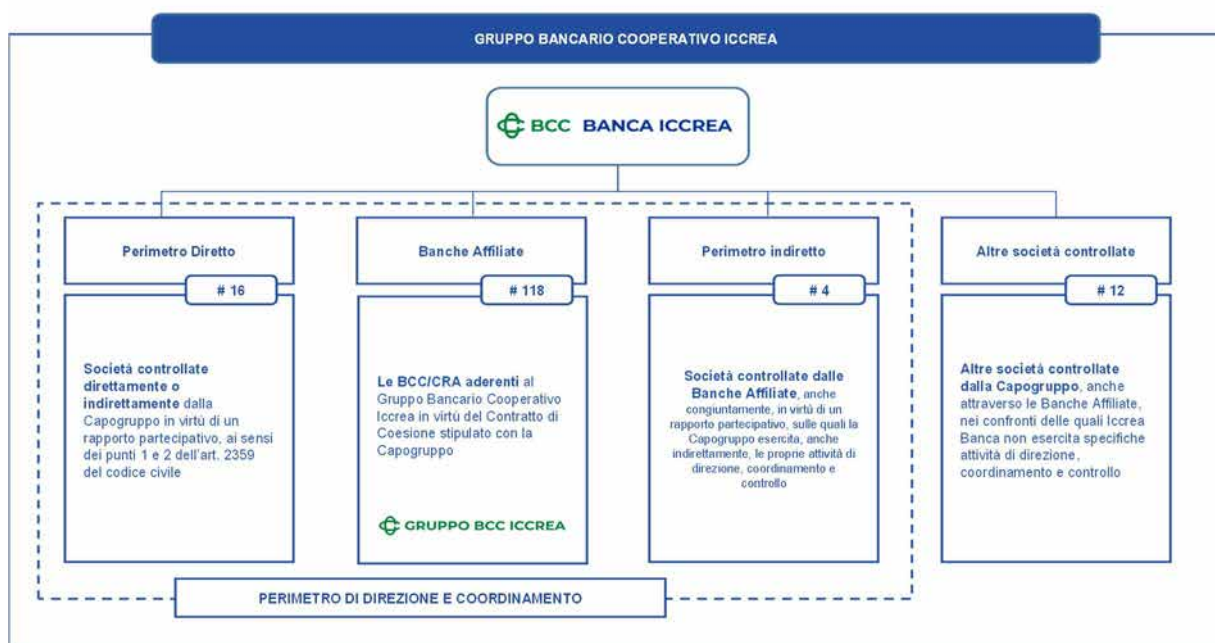 GRUPPO BANCARIO COOPERATIVO ICCREA
BCC BANCA ICCREA
Perimetro Diretto
# 16
Società controllate
direttamente o
indirettamente dalla
Capogruppo in virtù di un
rapporto partecipativo, ai sensi
dei punti 1 e 2 dell'art. 2359
del codice civile
Banche Affiliate
# 118
Le BCC/CRA aderenti al
Gruppo Bancario Cooperativo
Iccrea in virtù del Contratto di
Coesione stipulato con la
Capogruppo
GRUPPO BCC ICCREA
Perimetro indiretto
# 4
Società controllate dalle
Banche Affiliate, anche
congiuntamente, in virtù di un
rapporto partecipativo, sulle quali la
Capogruppo esercita, anche
indirettamente, le proprie attività di
direzione, coordinamento e
controllo
Altre società controllate
# 12
Altre società controllate
dalla Capogruppo, anche
attraverso le Banche Affiliate,
nei confronti delle quali Iccrea
Banca non esercita specifiche
attività di direzione,
coordinamento e controllo
PERIMETRO DI DIREZIONE E COORDINAMENTO